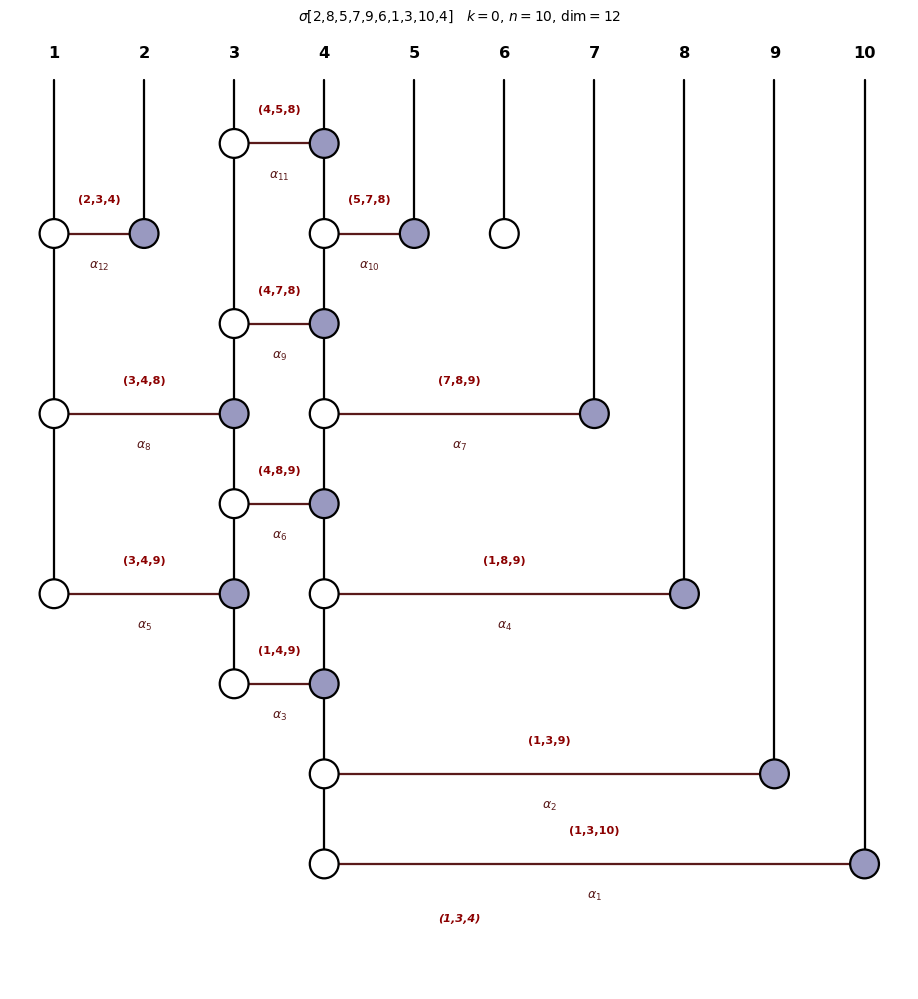 σ[2,8,5,7,9,6,1,3,10,4]   k=0, n=10, dim=12
1 2 3 4 5 6 7 8 9 10
(4,5,8)
α₁₁
(2,3,4) (5,7,8)
α₁₂ α₁₀
(4,7,8)
α₉
(3,4,8) (7,8,9)
α₈ α₇
(4,8,9)
α₆
(3,4,9) (1,8,9)
α₅ α₄
(1,4,9)
α₃
(1,3,9)
α₂
(1,3,10)
α₁
(1,3,4)